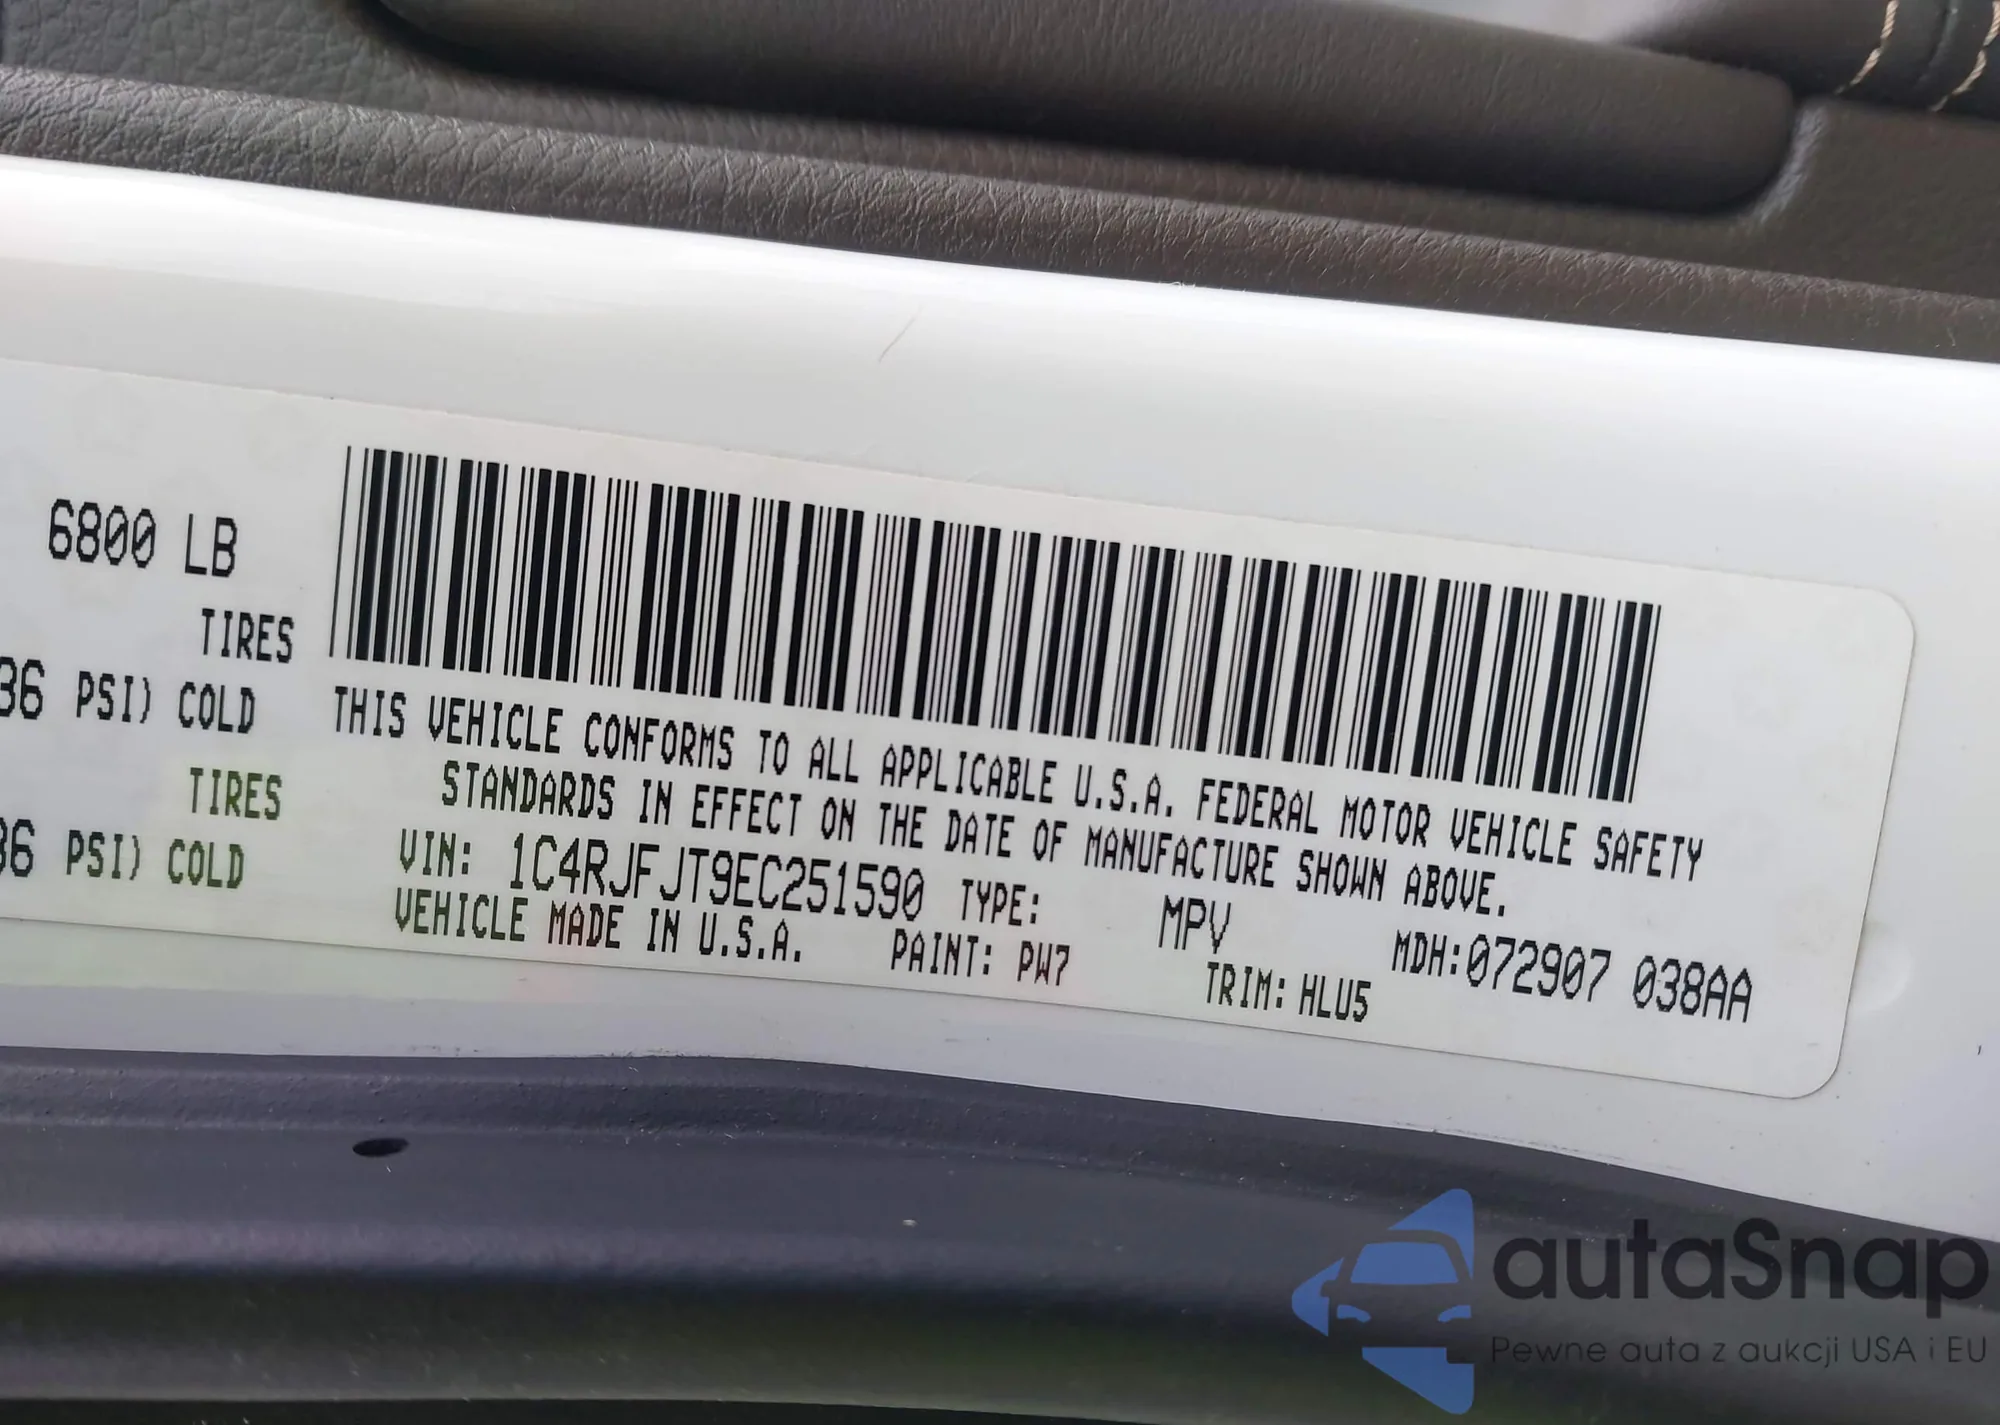 6800 LB
TIRES
36 PSI) COLD
TIRES
36 PSI) COLD
THIS VEHICLE CONFORMS TO ALL APPLICABLE U.S.A. FEDERAL MOTOR VEHICLE SAFETY
STANDARDS IN EFFECT ON THE DATE OF MANUFACTURE SHOWN ABOVE.
VIN: 1C4RJFJT9EC251590 TYPE: MPV MDH:072907 038AA
VEHICLE MADE IN U.S.A. PAINT: PW7 TRIM: HLU5
autaSnap
Pewne auta z aukcji USA i EU